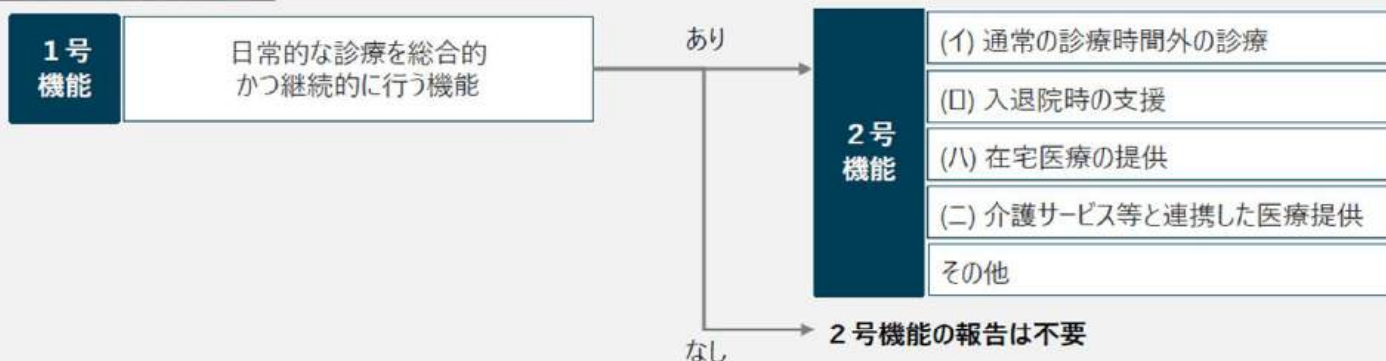 1号
機能
日常的な診療を総合的
かつ継続的に行う機能
あり
なし
2号
機能
(イ) 通常の診療時間外の診療
(ロ) 入退院時の支援
(ハ) 在宅医療の提供
(ニ) 介護サービス等と連携した医療提供
その他
2号機能の報告は不要